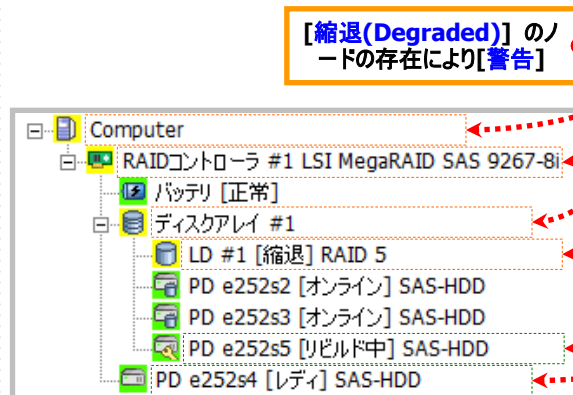 [縮退(Degraded)] のノ
ードの存在により[警告]
Computer
RAIDコントローラ #1 LSI MegaRAID SAS 9267-8i
バッテリ [正常]
ディスクアレイ #1
LD #1 [縮退] RAID 5
PD e252s2 [オンライン] SAS-HDD
PD e252s3 [オンライン] SAS-HDD
PD e252s5 [リビルド中] SAS-HDD
PD e252s4 [レディ] SAS-HDD